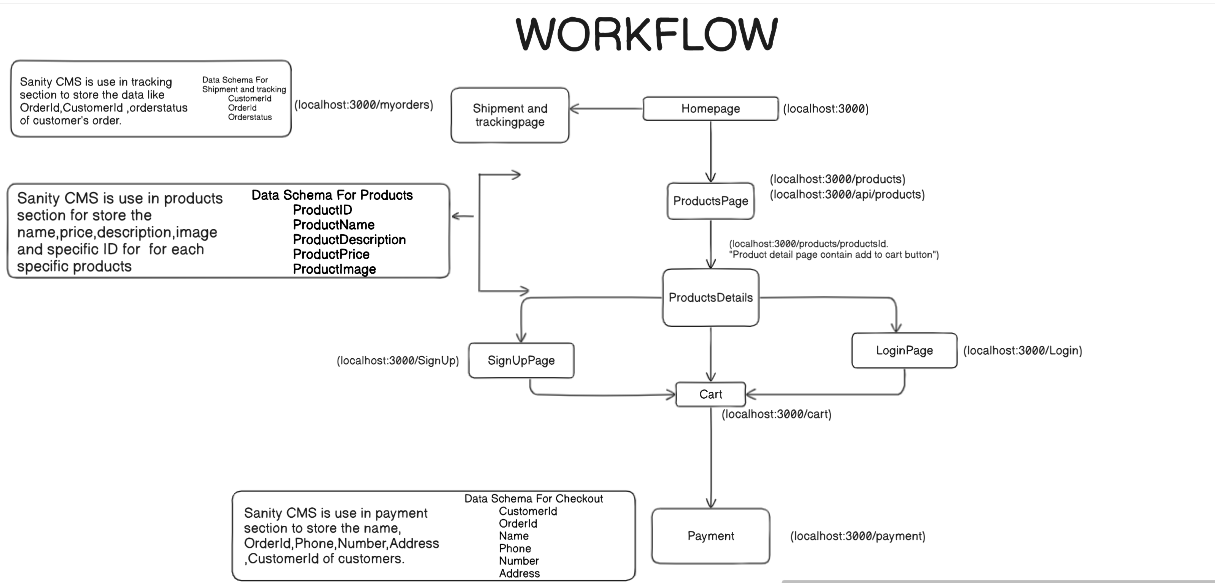 WORKFLOW
Sanity CMS is use in tracking
section to store the data like
OrderId,CustomerId ,orderstatus
of customer's order.
Data Schema For
Shipment and tracking
CustomerId
OrderId
Orderstatus
(localhost:3000/myorders)
Shipment and
trackingpage
Homepage
(localhost:3000)
Sanity CMS is use in products
section for store the
name,price,description,image
and specific ID for  for each
specific products
Data Schema For Products
ProductID
ProductName
ProductDescription
ProductPrice
ProductImage
ProductsPage
(localhost:3000/products)
(localhost:3000/api/products)
(localhost:3000/products/productsId.
"Product detail page contain add to cart button")
ProductsDetails
(localhost:3000/SignUp)
SignUpPage
LoginPage
(localhost:3000/Login)
Cart
(localhost:3000/cart)
Sanity CMS is use in payment
section to store the name,
OrderId,Phone,Number,Address
,CustomerId of customers.
Data Schema For Checkout
CustomerId
OrderId
Name
Phone
Number
Address
Payment
(localhost:3000/payment)